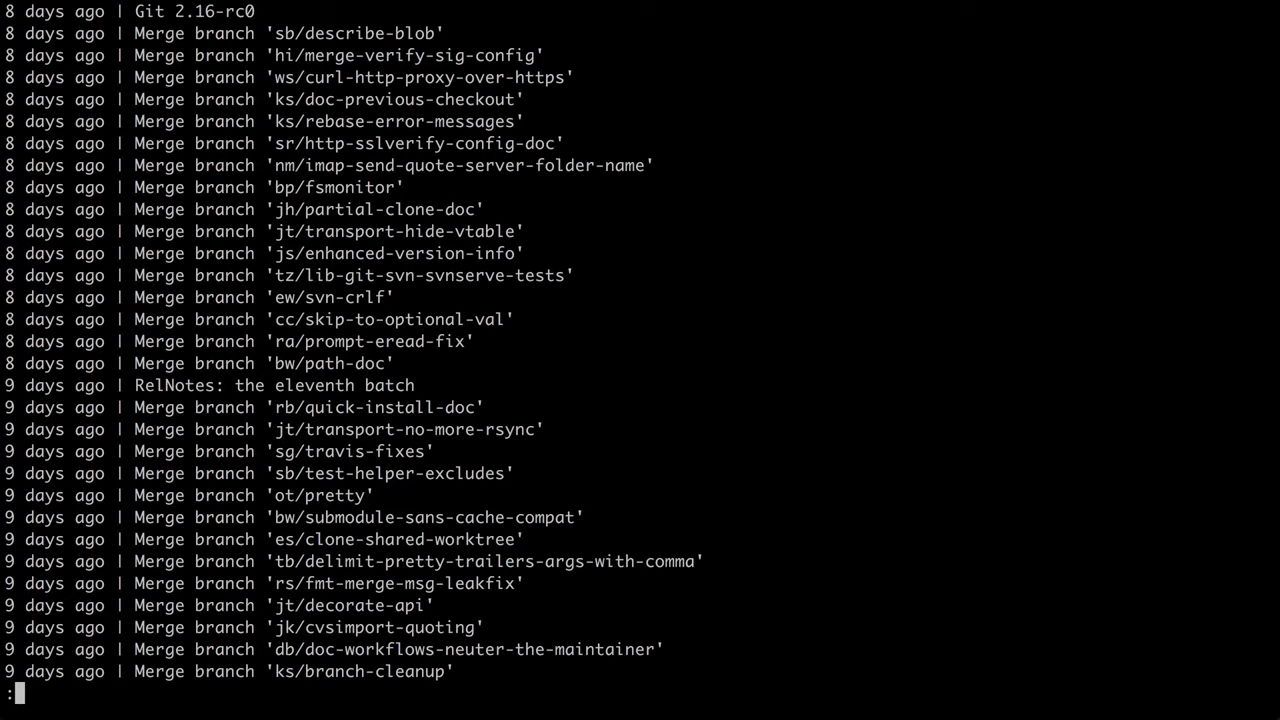 8 days ago | Git 2.16-rc0
8 days ago | Merge branch 'sb/describe-blob'
8 days ago | Merge branch 'hi/merge-verify-sig-config'
8 days ago | Merge branch 'ws/curl-http-proxy-over-https'
8 days ago | Merge branch 'ks/doc-previous-checkout'
8 days ago | Merge branch 'ks/rebase-error-messages'
8 days ago | Merge branch 'sr/http-sslverify-config-doc'
8 days ago | Merge branch 'nm/imap-send-quote-server-folder-name'
8 days ago | Merge branch 'bp/fsmonitor'
8 days ago | Merge branch 'jh/partial-clone-doc'
8 days ago | Merge branch 'jt/transport-hide-vtable'
8 days ago | Merge branch 'js/enhanced-version-info'
8 days ago | Merge branch 'tz/lib-git-svn-svnserve-tests'
8 days ago | Merge branch 'ew/svn-crlf'
8 days ago | Merge branch 'cc/skip-to-optional-val'
8 days ago | Merge branch 'ra/prompt-eread-fix'
8 days ago | Merge branch 'bw/path-doc'
9 days ago | RelNotes: the eleventh batch
9 days ago | Merge branch 'rb/quick-install-doc'
9 days ago | Merge branch 'jt/transport-no-more-rsync'
9 days ago | Merge branch 'sg/travis-fixes'
9 days ago | Merge branch 'sb/test-helper-excludes'
9 days ago | Merge branch 'ot/pretty'
9 days ago | Merge branch 'bw/submodule-sans-cache-compat'
9 days ago | Merge branch 'es/clone-shared-worktree'
9 days ago | Merge branch 'tb/delimit-pretty-trailers-args-with-comma'
9 days ago | Merge branch 'rs/fmt-merge-msg-leakfix'
9 days ago | Merge branch 'jt/decorate-api'
9 days ago | Merge branch 'jk/cvsimport-quoting'
9 days ago | Merge branch 'db/doc-workflows-neuter-the-maintainer'
9 days ago | Merge branch 'ks/branch-cleanup'
: